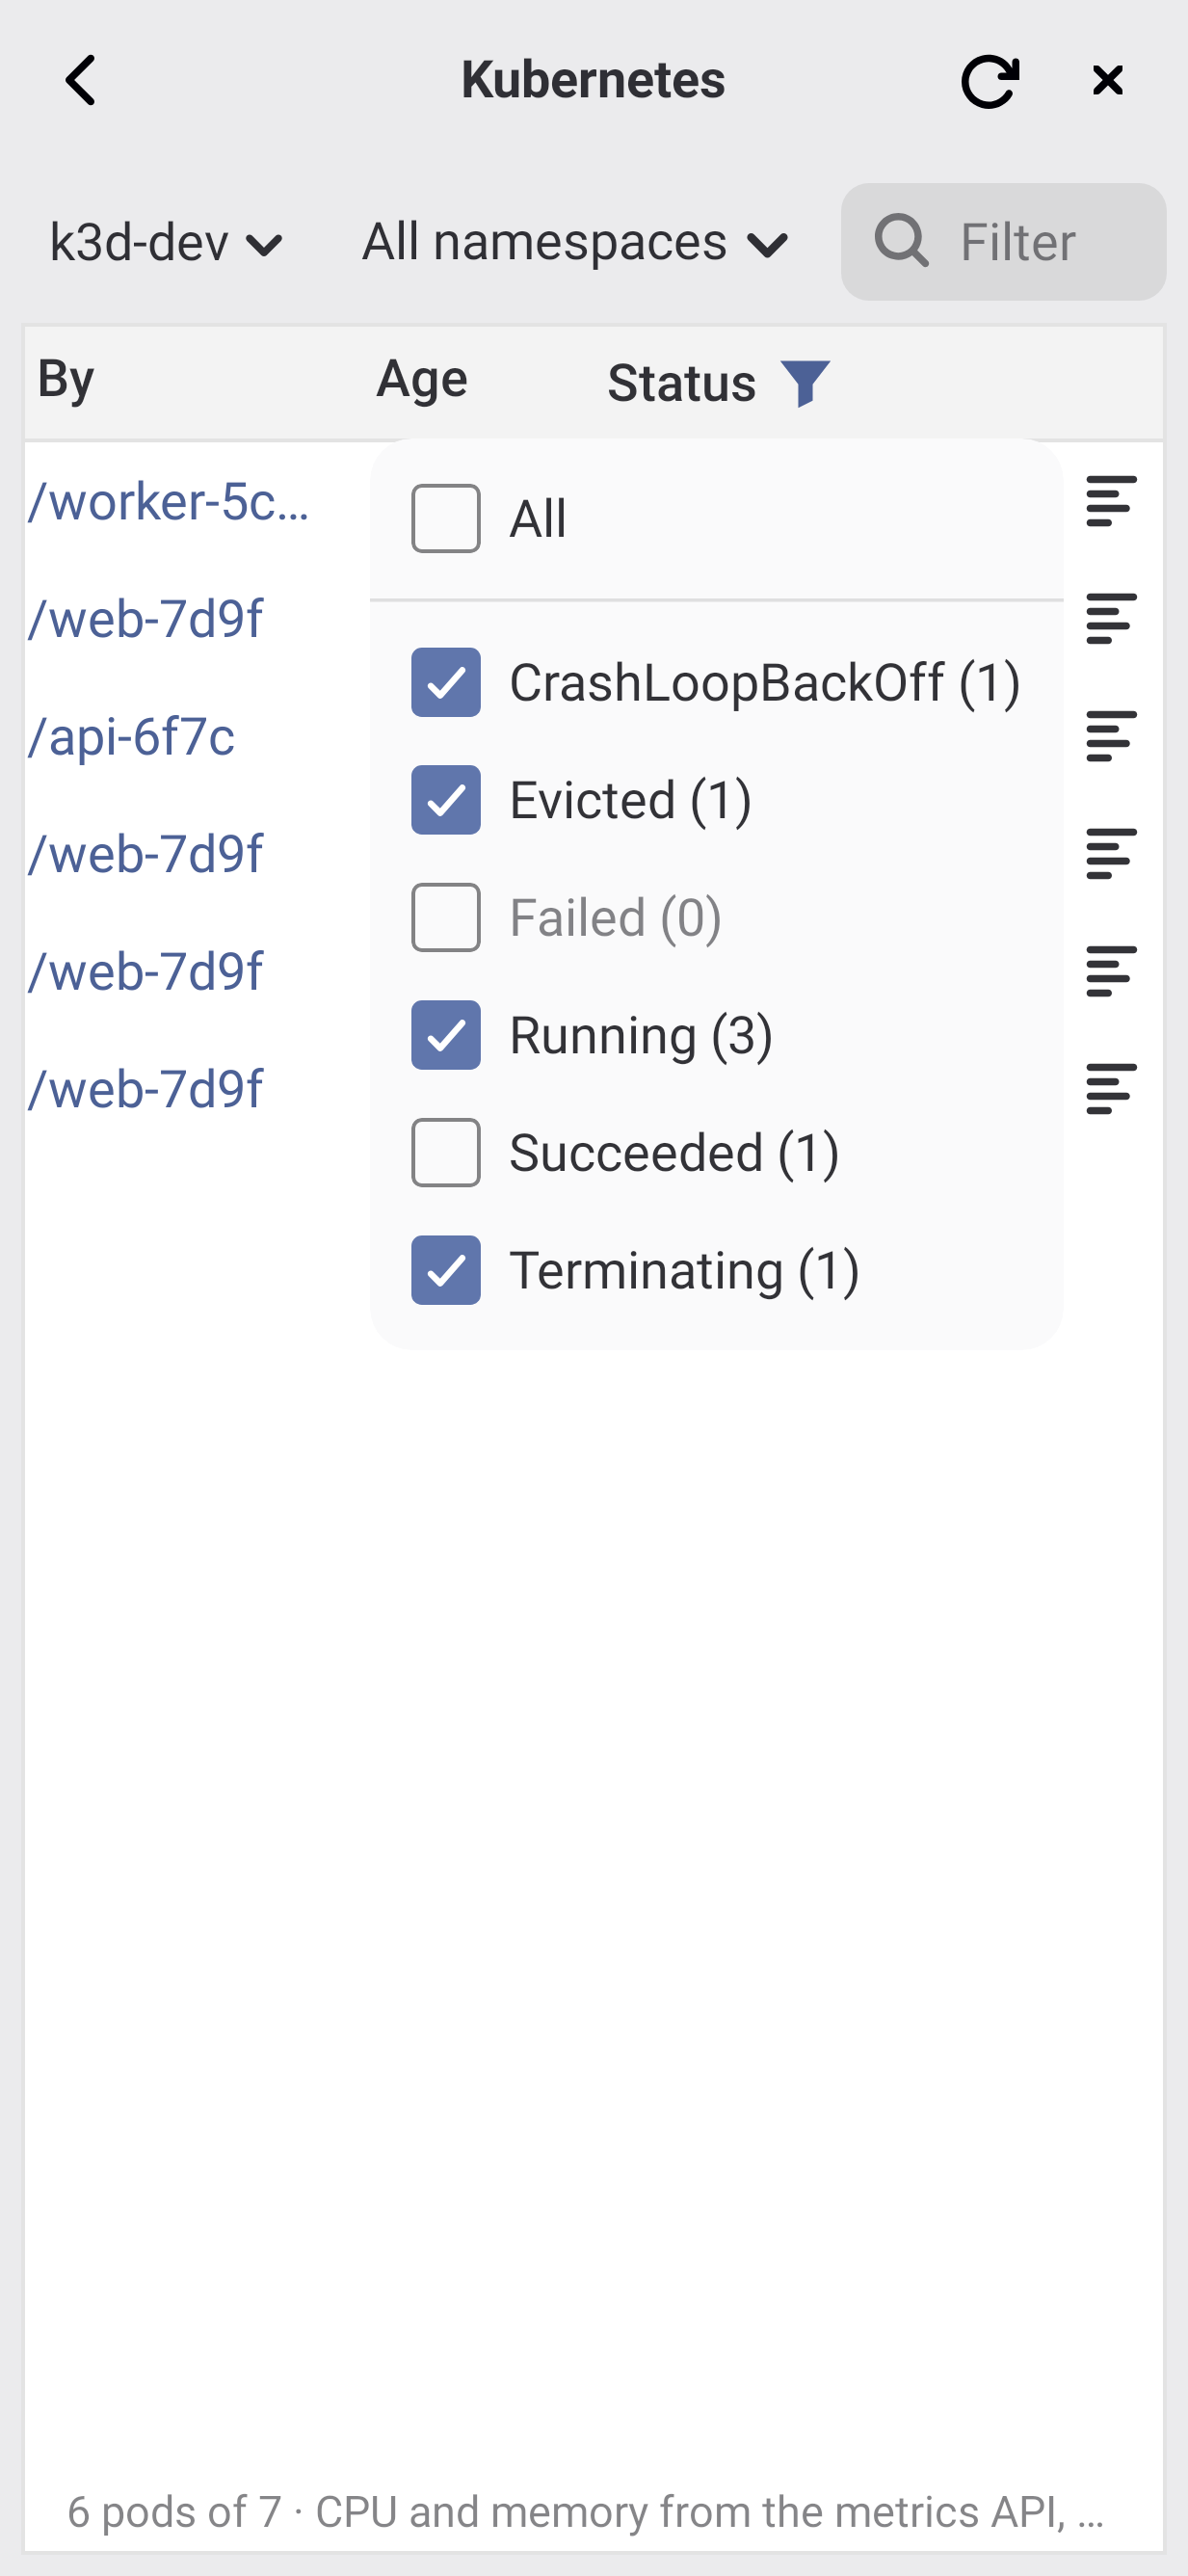 Kubernetes
k3d-dev All namespaces Filter
By Age Status
/worker-5c…
/web-7d9f
/api-6f7c
/web-7d9f
/web-7d9f
/web-7d9f
All
CrashLoopBackOff (1)
Evicted (1)
Failed (0)
Running (3)
Succeeded (1)
Terminating (1)
6 pods of 7 · CPU and memory from the metrics API, …